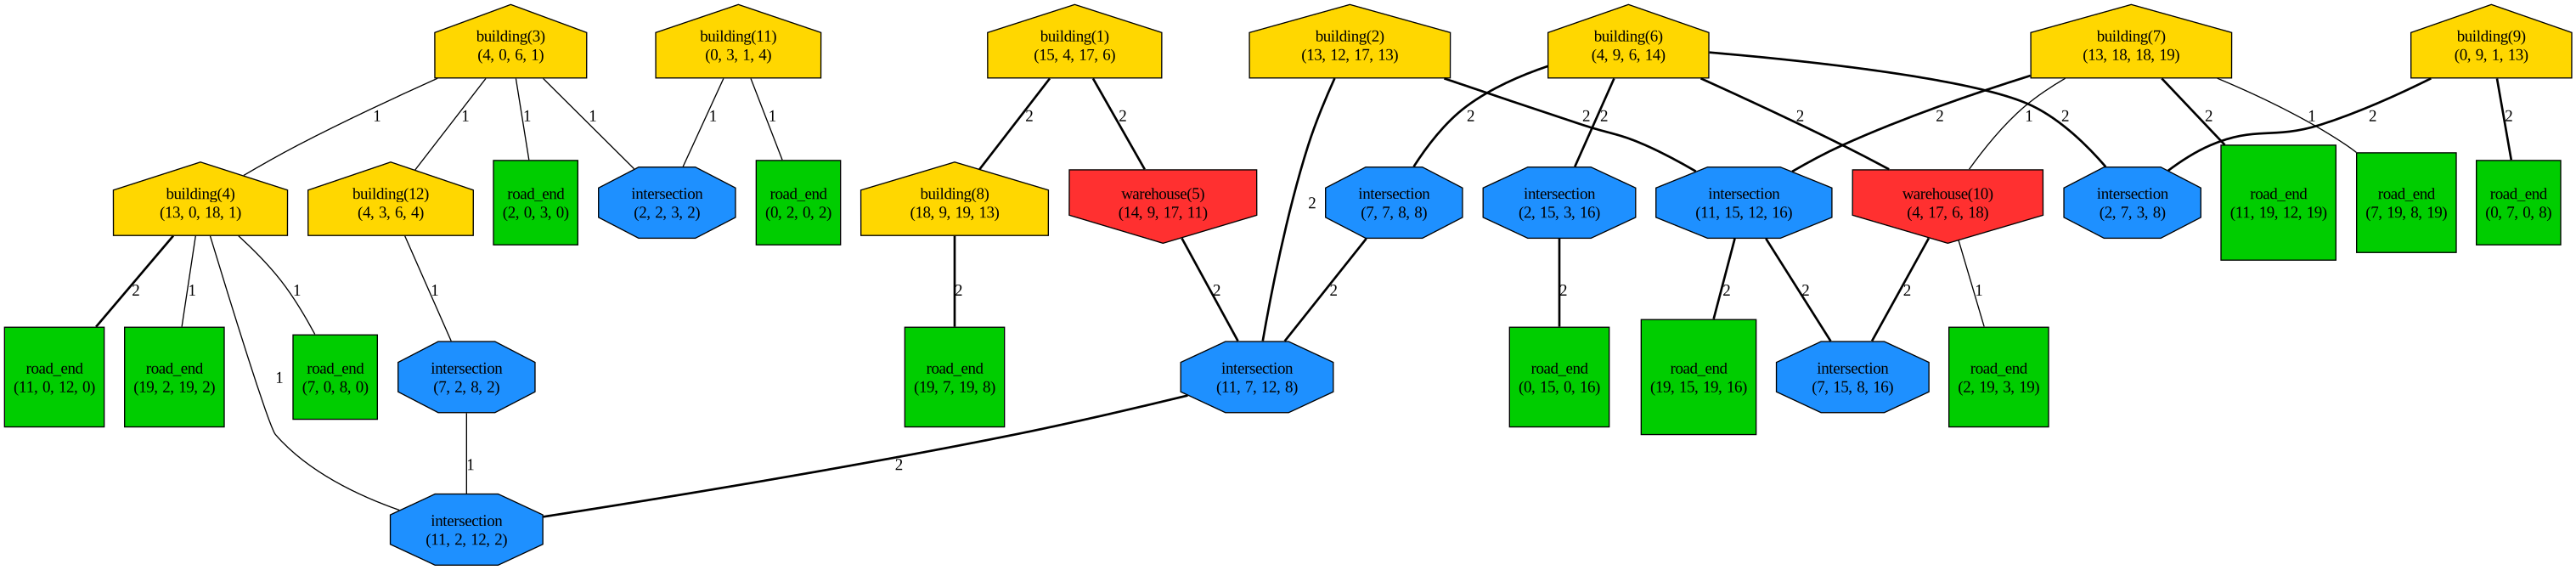 building(3)
(4, 0, 6, 1)
building(11)
(0, 3, 1, 4)
building(1)
(15, 4, 17, 6)
building(2)
(13, 12, 17, 13)
building(6)
(4, 9, 6, 14)
building(7)
(13, 18, 18, 19)
building(9)
(0, 9, 1, 13)
1
1
1
1
1
1
2
2
2
2
2
2
2
2
1
2
1
2
2
building(4)
(13, 0, 18, 1)
building(12)
(4, 3, 6, 4)
road_end
(2, 0, 3, 0)
intersection
(2, 2, 3, 2)
road_end
(0, 2, 0, 2)
building(8)
(18, 9, 19, 13)
warehouse(5)
(14, 9, 17, 11)
2
intersection
(7, 7, 8, 8)
intersection
(2, 15, 3, 16)
intersection
(11, 15, 12, 16)
warehouse(10)
(4, 17, 6, 18)
intersection
(2, 7, 3, 8)
road_end
(11, 19, 12, 19)
road_end
(7, 19, 8, 19)
road_end
(0, 7, 0, 8)
2
1
1
1
2
2
2
2
2
2
2
1
road_end
(11, 0, 12, 0)
road_end
(19, 2, 19, 2)
1
road_end
(7, 0, 8, 0)
intersection
(7, 2, 8, 2)
road_end
(19, 7, 19, 8)
intersection
(11, 7, 12, 8)
road_end
(0, 15, 0, 16)
road_end
(19, 15, 19, 16)
intersection
(7, 15, 8, 16)
road_end
(2, 19, 3, 19)
1
2
intersection
(11, 2, 12, 2)